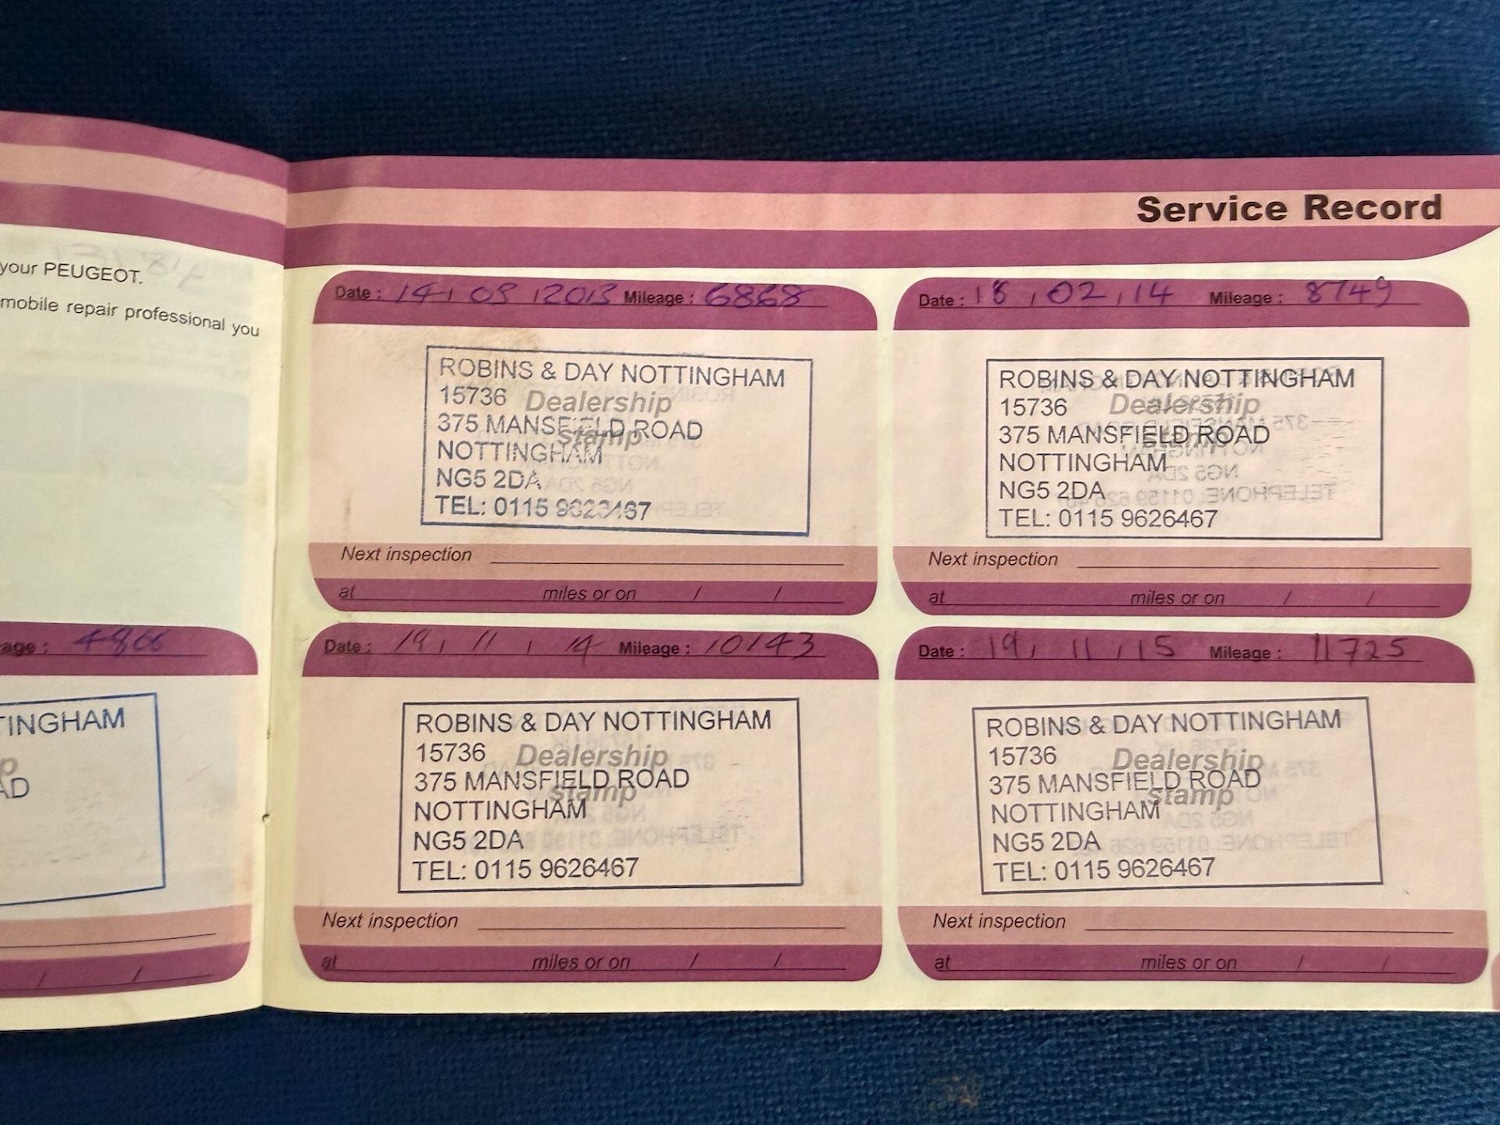 your PEUGEOT.
mobile repair professional you
age : 4866
TINGHAM
AD
Service Record
Date : 14 / 09 / 2013 Mileage : 6868
ROBINS & DAY NOTTINGHAM
15736
Dealership
375 MANSFIELD ROAD
stamp
NOTTINGHAM
NG5 2DA
TEL: 0115
Next inspection
at miles or on / /
Date : 18 / 02 / 14 Mileage : 8749
ROBINS & DAY NOTTINGHAM
15736
Dealership
375 MANSFIELD ROAD
stamp
NOTTINGHAM
NG5 2DA
TEL: 0115 9626467
Next inspection
at miles or on / /
Date : 19 / 11 / 14 Mileage : 10143
ROBINS & DAY NOTTINGHAM
15736
Dealership
375 MANSFIELD ROAD
stamp
NOTTINGHAM
NG5 2DA
TEL: 0115 9626467
Next inspection
at miles or on / /
Date : 19 / 11 / 15 Mileage : 11725
ROBINS & DAY NOTTINGHAM
15736
Dealership
375 MANSFIELD ROAD
stamp
NOTTINGHAM
NG5 2DA
TEL: 0115 9626467
Next inspection
at miles or on / /